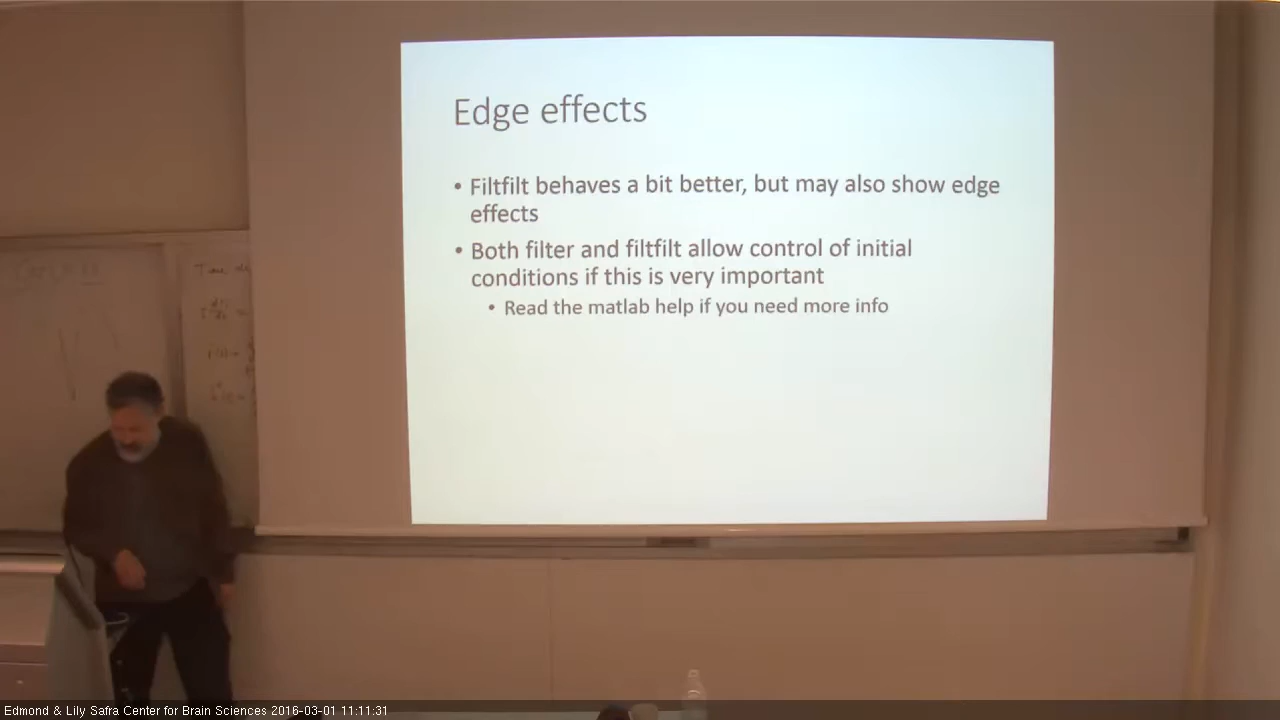 Edge effects
• Filtfilt behaves a bit better, but may also show edge
effects
• Both filter and filtfilt allow control of initial
conditions if this is very important
• Read the matlab help if you need more info
Time
Edmond & Lily Safra Center for Brain Sciences 2016-03-01 11:11:31